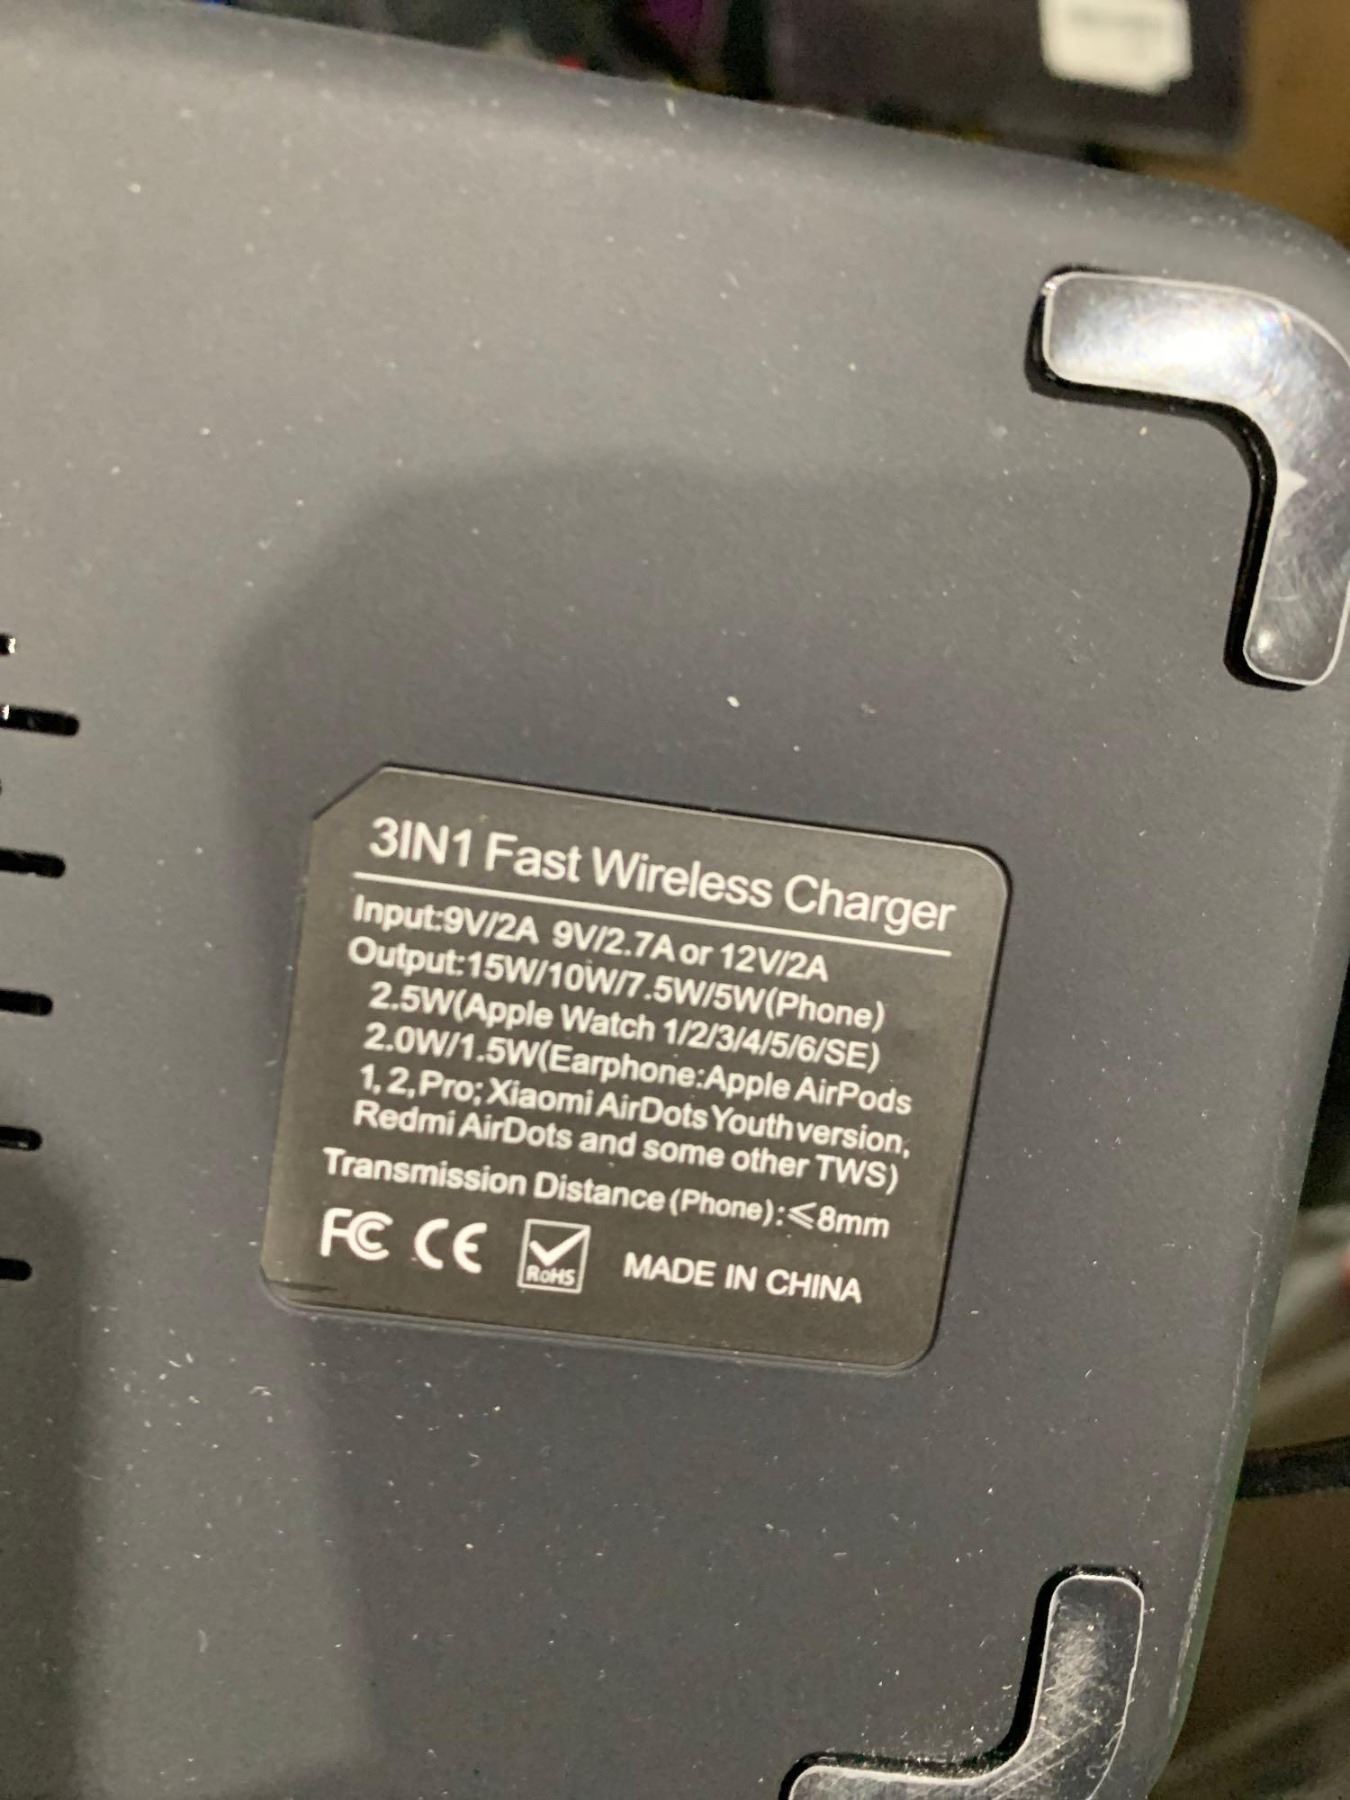 3IN1 Fast Wireless Charger
Input:9V/2A 9V/2.7A or 12V/2A
Output:15W/10W/7.5W/5W(Phone)
2.5W(Apple Watch 1/2/3/4/5/6/SE)
2.0W/1.5W(Earphone:Apple AirPods
1, 2, Pro; Xiaomi AirDots Youthversion,
Redmi AirDots and some other TWS)
Transmission Distance (Phone):≤8mm
FC CE RoHS MADE IN CHINA